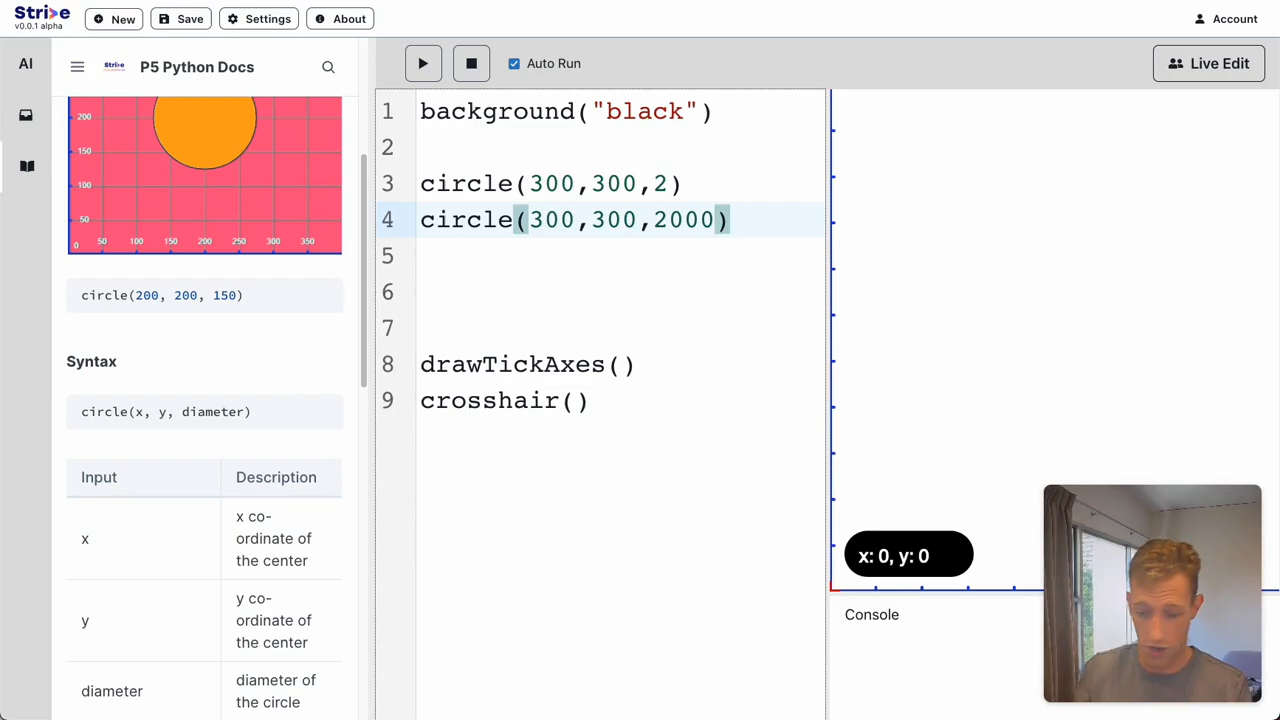 Strive
v0.0.1 alpha
New
Save
Settings
About
Account
AI
Strive
P5 Python Docs
Auto Run
Live Edit
200
150
100
50
0
50 100 150 200 250 300 350
circle(200, 200, 150)
Syntax
circle(x, y, diameter)
Input Description
x
x co-
ordinate of
the center
y
y co-
ordinate of
the center
diameter
diameter of
the circle
1 background("black")
2
3 circle(300,300,2)
4 circle(300,300,2000)
5
6
7
8 drawTickAxes()
9 crosshair()
x: 0, y: 0
Console